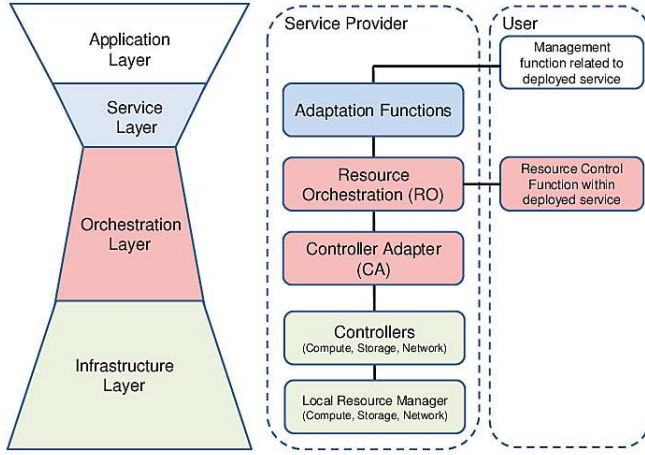 Application
Layer
Service
Layer
Orchestration
Layer
Infrastructure
Layer
Service Provider
Adaptation Functions
Resource
Orchestration (RO)
Controller Adapter
(CA)
Controllers
(Compute, Storage, Network)
Local Resource Manager
(Compute, Storage, Network)
User
Management
function related to
deployed service
Resource Control
Function within
deployed service